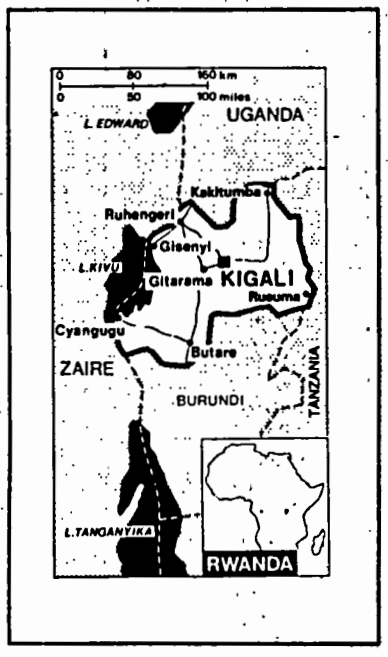 0 80 160 km
0 50 100 miles
L. EDWARD
UGANDA
Kakitumba
Ruhengeri
Gisenyi
L.KIVU
KIGALI
Gitarama
Rusuma
Cyangugu
Butare
ZAIRE
TANZANIA
BURUNDI
L.TANGANYIKA
RWANDA